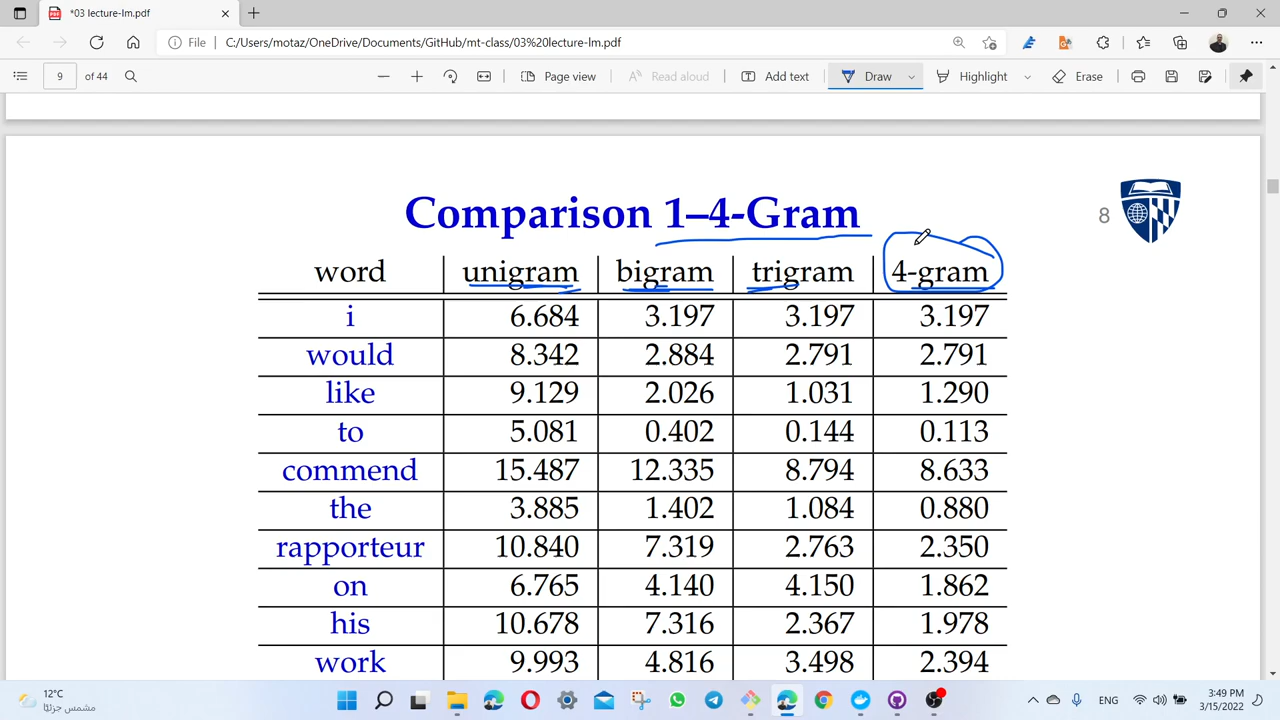 *03 lecture-lm.pdf
File C:/Users/motaz/OneDrive/Documents/GitHub/mt-class/03%20lecture-lm.pdf
9 of 44 Page view Read aloud Add text Draw Highlight Erase
Comparison 1–4-Gram 8
word unigram bigram trigram 4-gram
i 6.684 3.197 3.197 3.197
would 8.342 2.884 2.791 2.791
like 9.129 2.026 1.031 1.290
to 5.081 0.402 0.144 0.113
commend 15.487 12.335 8.794 8.633
the 3.885 1.402 1.084 0.880
rapporteur 10.840 7.319 2.763 2.350
on 6.765 4.140 4.150 1.862
his 10.678 7.316 2.367 1.978
work 9.993 4.816 3.498 2.394
12°C
مشمس جزئيًا
ENG
3:49 PM
3/15/2022